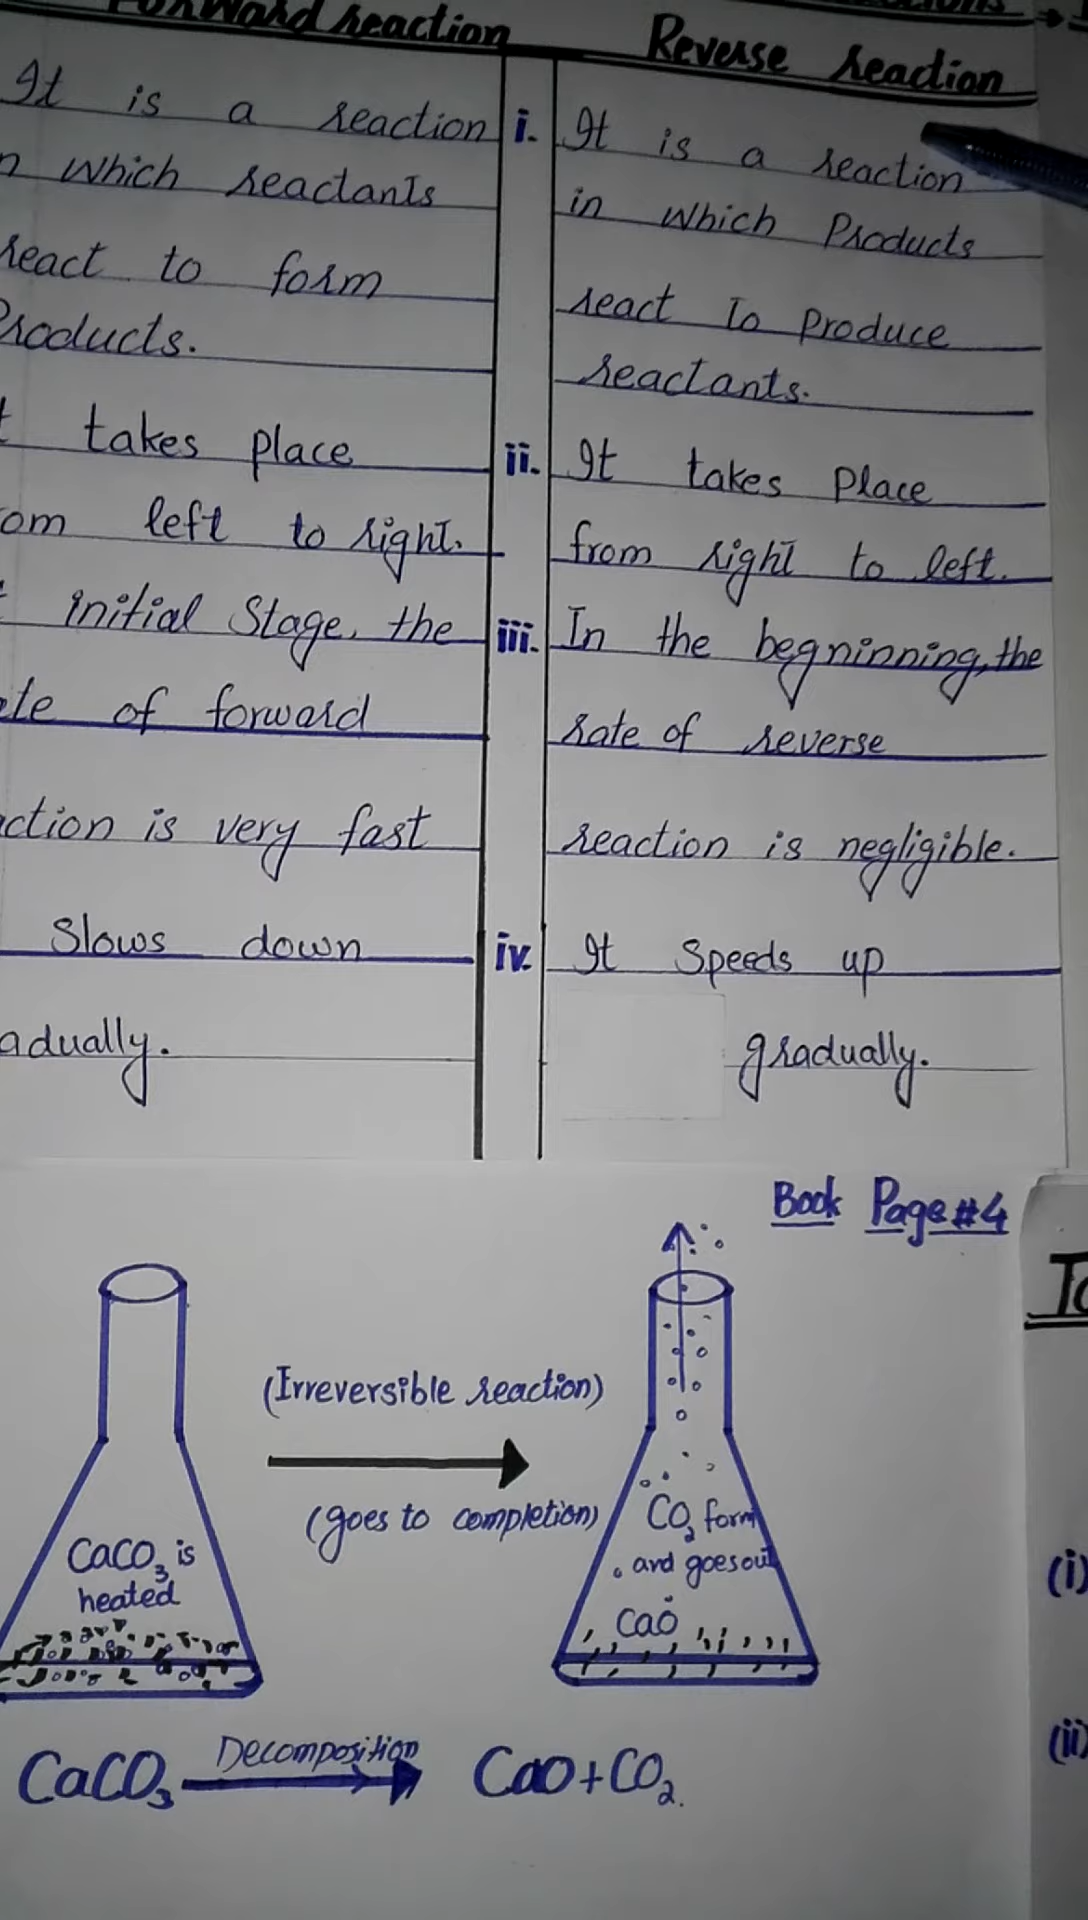 Forward reaction
Reverse reaction
It is a reaction
which reactants
react to form
Products.
takes place
left to right.
initial Stage, the
of forward
is very fast
Slows down
i. It is a reaction
in which Products
react To produce
reactants.
ii. It takes Place
from right to left.
iii. In the begninning, the
rate of reverse
reaction is negligible.
iv. It Speeds up
gradually.
Book Page #4
(Irreversible reaction)
(goes to completion)
CaCO3 is
heated
CO2 form
and goes out
CaO
(i)
(ii)
Decomposition
CaCO3 → CaO + CO2.